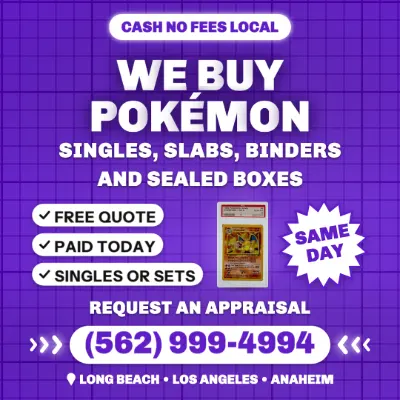 CASH NO FEES LOCAL
WE BUY
POKÉMON
SINGLES, SLABS, BINDERS
AND SEALED BOXES
✓ FREE QUOTE
✓ PAID TODAY
✓ SINGLES OR SETS
SAME
DAY
REQUEST AN APPRAISAL
(562) 999-4994
LONG BEACH • LOS ANGELES • ANAHEIM